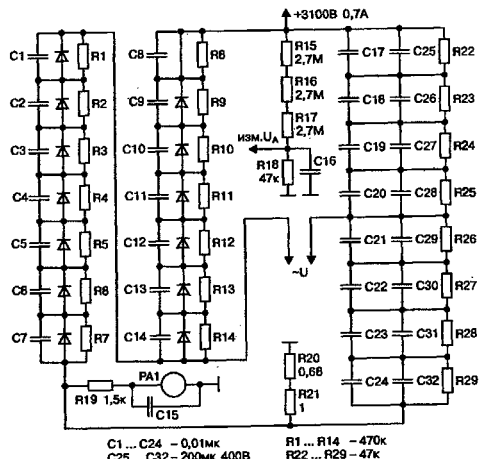 +3100В 0,7А
C1
R1
C2
R2
C3
R3
C4
R4
C5
R5
C6
R6
C7
R7
C8
R6
C9
R9
C10
R10
C11
R11
C12
R12
C13
R13
C14
R14
R15
2,7М
R16
2,7М
R17
2,7М
изм.UА
R18
47к
C16
~U
C17
C25
R22
C18
C26
R23
C19
C27
R24
C20
C28
R25
C21
C29
R26
C22
C30
R27
C23
C31
R28
C24
C32
R29
R19 1,5к
PA1
C15
R20
0,68
R21
1
C1 ... C24 – 0,01мк
R1 ... R14 –470к
C25 ... C32 –200мк 400В
R22 ... R29 –47к